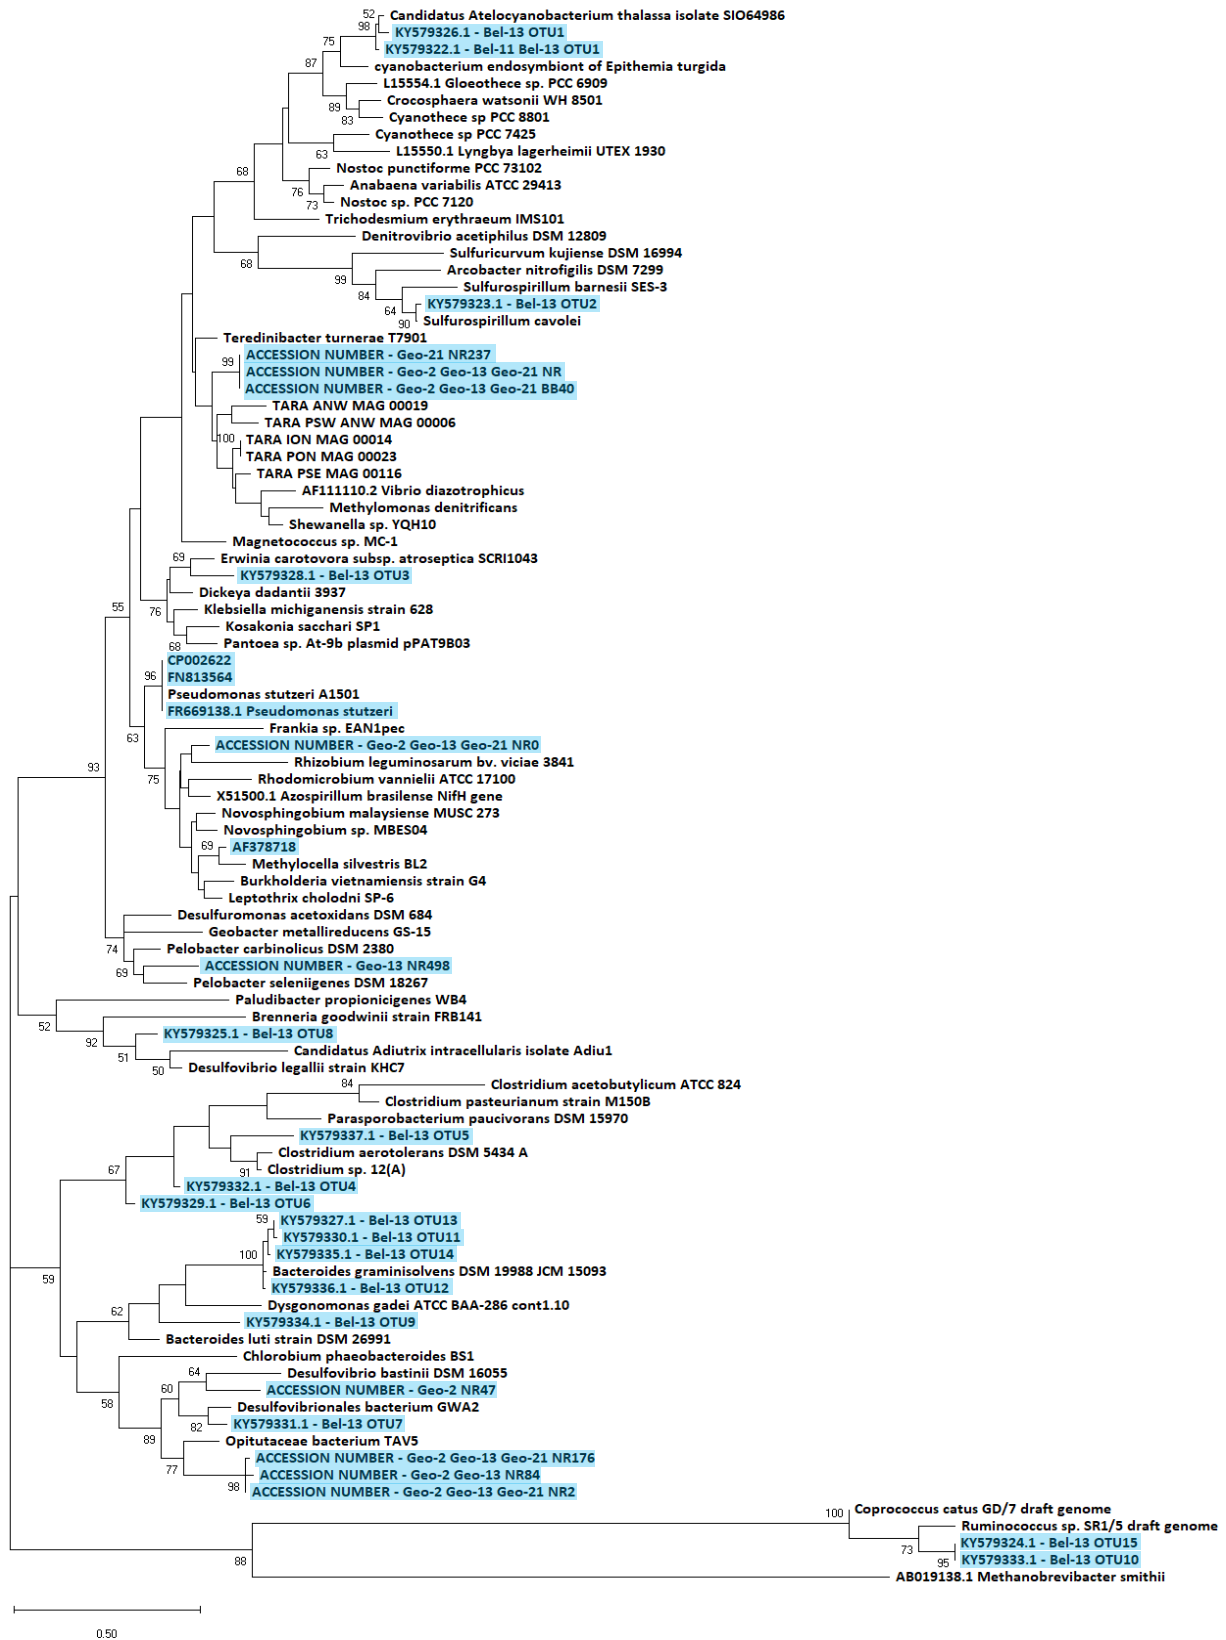 52
Candidatus Atelocyanobacterium thalassa isolate SIO64986
98
KY579326.1 - Bel-13 OTU1
75
KY579322.1 - Bel-11 Bel-13 OTU1
87
cyanobacterium endosymbiont of Epithemia turgida
L15554.1 Gloeothece sp. PCC 6909
89
Crocosphaera watsonii WH 8501
83
Cyanothece sp PCC 8801
Cyanothece sp PCC 7425
63
L15550.1 Lyngbya lagerheimii UTEX 1930
68
Nostoc punctiforme PCC 73102
76
Anabaena variabilis ATCC 29413
73
Nostoc sp. PCC 7120
Trichodesmium erythraeum IMS101
Denitrovibrio acetiphilus DSM 12809
68
Sulfuricurvum kujiense DSM 16994
99
Arcobacter nitrofigilis DSM 7299
84
Sulfurospirillum barnesii SES-3
64
KY579323.1 - Bel-13 OTU2
90
Sulfurospirillum cavolei
Teredinibacter turnerae T7901
99
ACCESSION NUMBER - Geo-21 NR237
ACCESSION NUMBER - Geo-2 Geo-13 Geo-21 NR
ACCESSION NUMBER - Geo-2 Geo-13 Geo-21 BB40
TARA ANW MAG 00019
TARA PSW ANW MAG 00006
100
TARA ION MAG 00014
TARA PON MAG 00023
TARA PSE MAG 00116
AF111110.2 Vibrio diazotrophicus
Methylomonas denitrificans
Shewanella sp. YQH10
Magnetococcus sp. MC-1
69
Erwinia carotovora subsp. atroseptica SCRI1043
KY579328.1 - Bel-13 OTU3
Dickeya dadantii 3937
55
76
Klebsiella michiganensis strain 628
Kosakonia sacchari SP1
68
Pantoea sp. At-9b plasmid pPAT9B03
CP002622
96
FN813564
Pseudomonas stutzeri A1501
FR669138.1 Pseudomonas stutzeri
63
Frankia sp. EAN1pec
ACCESSION NUMBER - Geo-2 Geo-13 Geo-21 NR0
93
Rhizobium leguminosarum bv. viciae 3841
75
Rhodomicrobium vannielii ATCC 17100
X51500.1 Azospirillum brasilense NifH gene
Novosphingobium malaysiense MUSC 273
Novosphingobium sp. MBES04
69
AF378718
Methylocella silvestris BL2
Burkholderia vietnamiensis strain G4
Leptothrix cholodni SP-6
Desulfuromonas acetoxidans DSM 684
Geobacter metallireducens GS-15
74
Pelobacter carbinolicus DSM 2380
69
ACCESSION NUMBER - Geo-13 NR498
Pelobacter seleniigenes DSM 18267
Paludibacter propionicigenes WB4
52
Brenneria goodwinii strain FRB141
92
KY579325.1 - Bel-13 OTU8
51
Candidatus Adiutrix intracellularis isolate Adiu1
50
Desulfovibrio legallii strain KHC7
84
Clostridium acetobutylicum ATCC 824
Clostridium pasteurianum strain M150B
Parasporobacterium paucivorans DSM 15970
KY579337.1 - Bel-13 OTU5
Clostridium aerotolerans DSM 5434 A
67
91
Clostridium sp. 12(A)
KY579332.1 - Bel-13 OTU4
KY579329.1 - Bel-13 OTU6
59
KY579327.1 - Bel-13 OTU13
KY579330.1 - Bel-13 OTU11
100
KY579335.1 - Bel-13 OTU14
59
Bacteroides graminisolvens DSM 19988 JCM 15093
KY579336.1 - Bel-13 OTU12
62
Dysgonomonas gadei ATCC BAA-286 cont1.10
KY579334.1 - Bel-13 OTU9
Bacteroides luti strain DSM 26991
Chlorobium phaeobacteroides BS1
64
Desulfovibrio bastinii DSM 16055
60
ACCESSION NUMBER - Geo-2 NR47
58
Desulfovibrionales bacterium GWA2
82
KY579331.1 - Bel-13 OTU7
89
Opitutaceae bacterium TAV5
ACCESSION NUMBER - Geo-2 Geo-13 Geo-21 NR176
77
ACCESSION NUMBER - Geo-2 Geo-13 NR84
98
ACCESSION NUMBER - Geo-2 Geo-13 Geo-21 NR2
100
Coprococcus catus GD/7 draft genome
Ruminococcus sp. SR1/5 draft genome
73
KY579324.1 - Bel-13 OTU15
88
95
KY579333.1 - Bel-13 OTU10
AB019138.1 Methanobrevibacter smithii
0.50